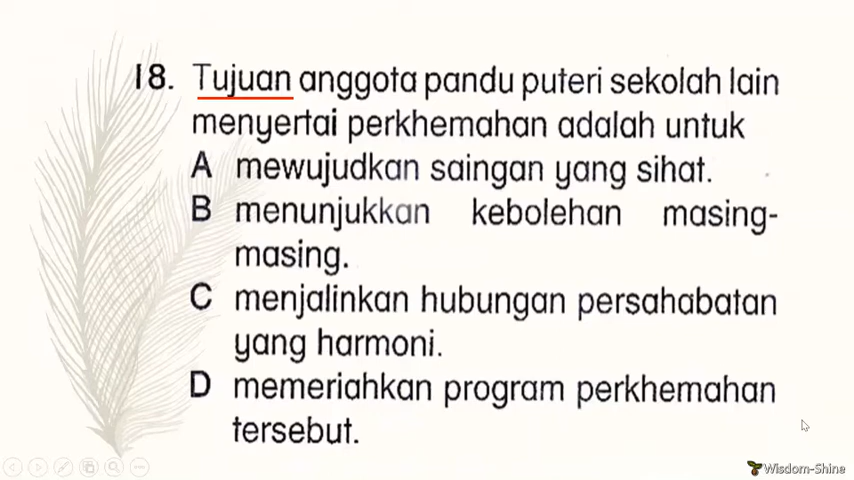 18. Tujuan anggota pandu puteri sekolah lain
menyertai perkhemahan adalah untuk
A mewujudkan saingan yang sihat.
B menunjukkan kebolehan masing-
masing.
C menjalinkan hubungan persahabatan
yang harmoni.
D memeriahkan program perkhemahan
tersebut.
Wisdom-Shine